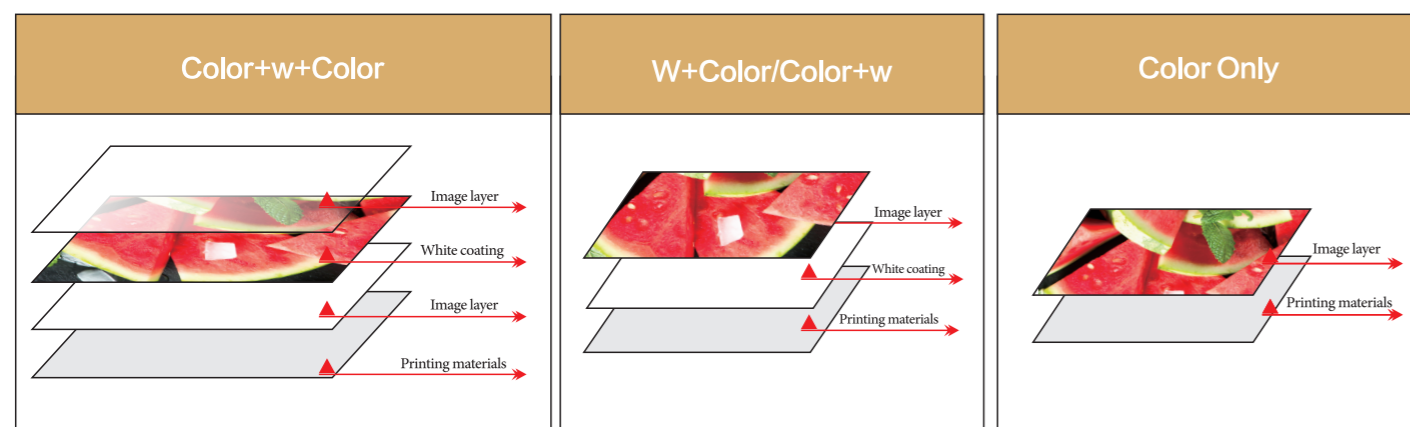 Color+w+Color
Image layer
White coating
Image layer
Printing materials
W+Color/Color+w
Image layer
White coating
Printing materials
Color Only
Image layer
Printing materials